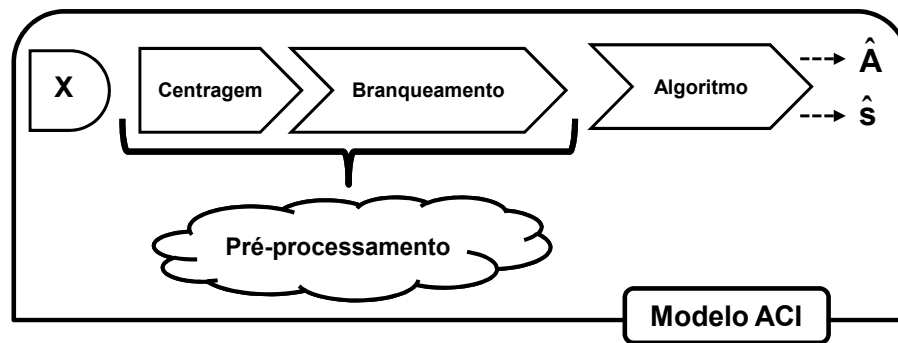 X
Centragem
Branqueamento
Algoritmo
Â
ŝ
Pré-processamento
Modelo ACI